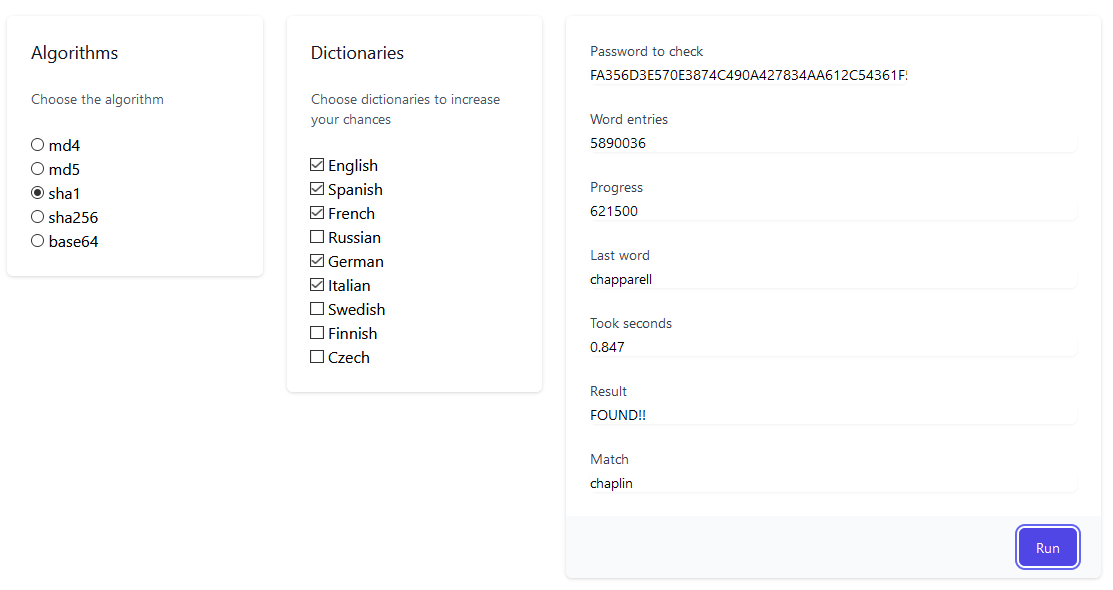 Algorithms
Choose the algorithm
md4
md5
sha1
sha256
base64
Dictionaries
Choose dictionaries to increase
your chances
English
Spanish
French
Russian
German
Italian
Swedish
Finnish
Czech
Password to check
FA356D3E570E3874C490A427834AA612C54361F
Word entries
5890036
Progress
621500
Last word
chapparell
Took seconds
0.847
Result
FOUND!!
Match
chaplin
Run